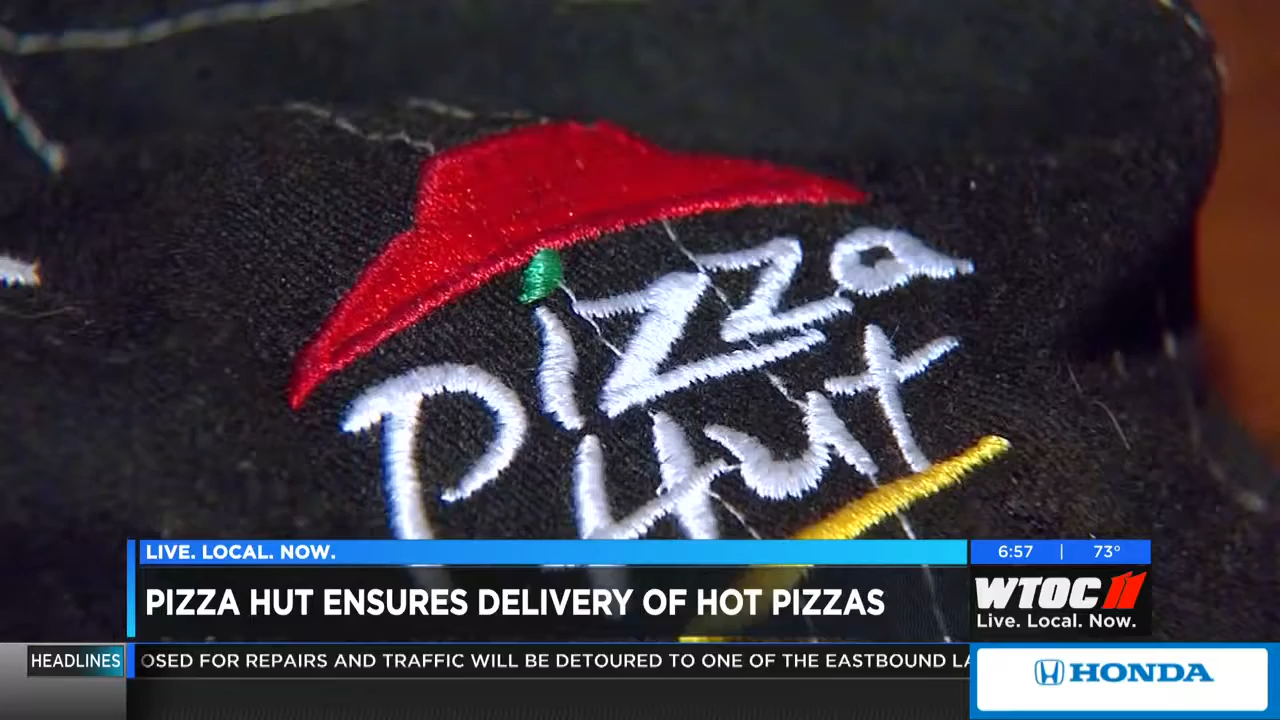 Pizza
Hut
LIVE. LOCAL. NOW.
6:57 | 73°
PIZZA HUT ENSURES DELIVERY OF HOT PIZZAS
WTOC 11
Live. Local. Now.
HEADLINES
OSED FOR REPAIRS AND TRAFFIC WILL BE DETOURED TO ONE OF THE EASTBOUND LA
HONDA